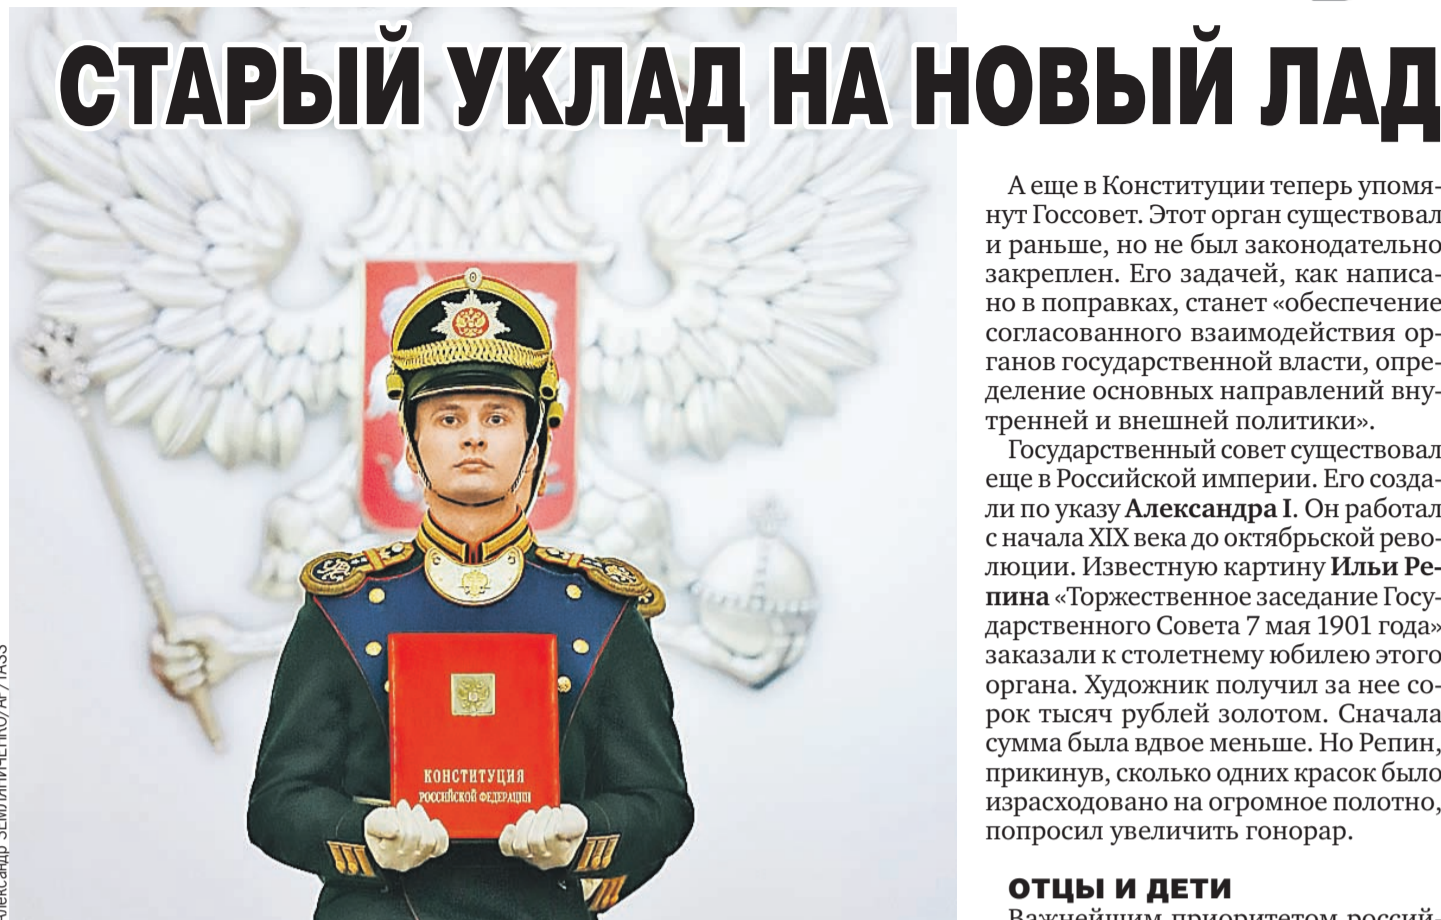 СТАРЫЙ УКЛАД НА НОВЫЙ ЛАД
КОНСТИТУЦИЯ
РОССИЙСКОЙ ФЕДЕРАЦИИ
А еще в Конституции теперь упомя-
нут Госсовет. Этот орган существовал
и раньше, но не был законодательно
закреплен. Его задачей, как написа-
но в поправках, станет «обеспечение
согласованного взаимодействия ор-
ганов государственной власти, опре-
деление основных направлений вну-
тренней и внешней политики».
Государственный совет существовал
еще в Российской империи. Его созда-
ли по указу Александра I. Он работал
с начала XIX века до октябрьской рево-
люции. Известную картину Ильи Ре-
пина «Торжественное заседание Госу-
дарственного Совета 7 мая 1901 года»
заказали к столетнему юбилею этого
органа. Художник получил за нее со-
рок тысяч рублей золотом. Сначала
сумма была вдвое меньше. Но Репин,
прикинув, сколько одних красок было
израсходовано на огромное полотно,
попросил увеличить гонорар.
ОТЦЫ И ДЕТИ
Важнейшим приоритетом россий-